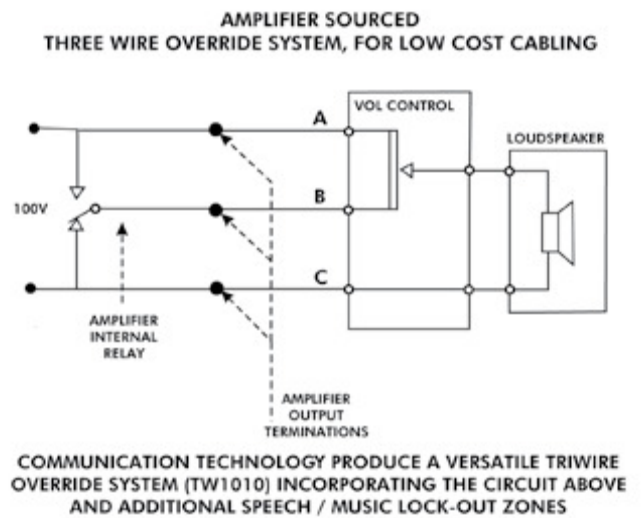 AMPLIFIER SOURCED
THREE WIRE OVERRIDE SYSTEM, FOR LOW COST CABLING
VOL CONTROL
A
LOUDSPEAKER
B
100V
C
AMPLIFIER
INTERNAL
RELAY
AMPLIFIER
OUTPUT
TERMINATIONS
COMMUNICATION TECHNOLOGY PRODUCE A VERSATILE TRIWIRE
OVERRIDE SYSTEM (TW1010) INCORPORATING THE CIRCUIT ABOVE
AND ADDITIONAL SPEECH / MUSIC LOCK-OUT ZONES